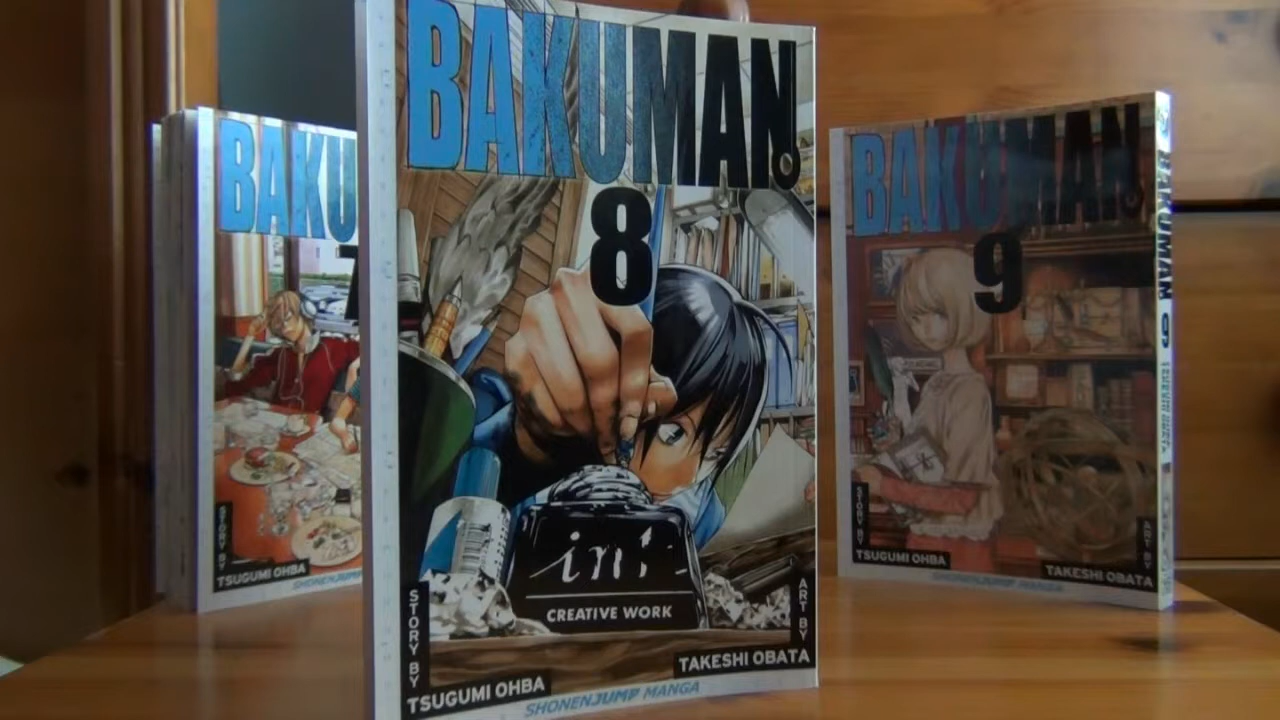 BAKU
7
STORY BY
TSUGUMI OHBA
SHONENJUMP
BAKUMAN
8
ink
CREATIVE WORK
STORY BY
TSUGUMI OHBA
ART BY
TAKESHI OBATA
SHONENJUMP MANGA
BAKUMAN
9
STORY BY
TSUGUMI OHBA
ART BY
TAKESHI OBATA
SHONENJUMP MANGA
BAKUMAN 9